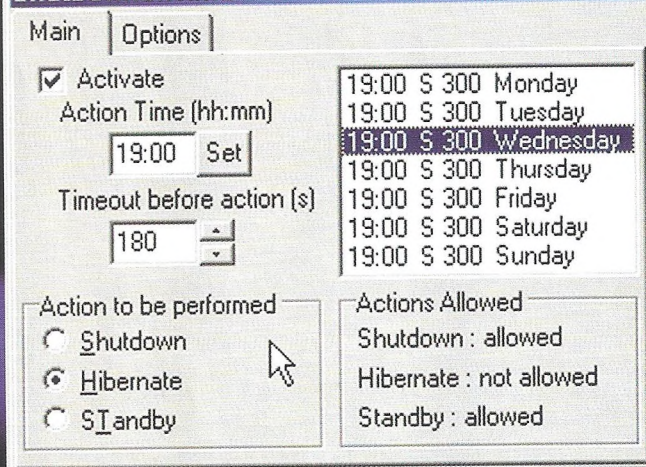 Main
Options
Activate
Action Time (hh:mm)
19:00
Set
Timeout before action (s)
180
19:00 S 300 Monday
19:00 S 300 Tuesday
19:00 S 300 Wednesday
19:00 S 300 Thursday
19:00 S 300 Friday
19:00 S 300 Saturday
19:00 S 300 Sunday
Action to be performed
Shutdown
Hibernate
STandby
Actions Allowed
Shutdown : allowed
Hibernate : not allowed
Standby : allowed